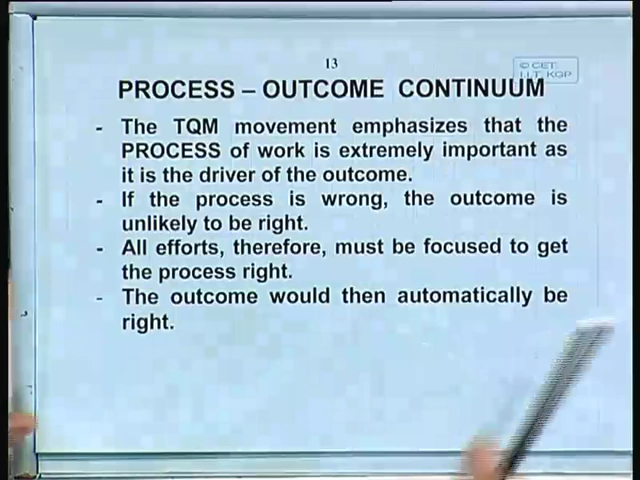 13
© CET
I.I.T. KGP
PROCESS – OUTCOME CONTINUUM
- The TQM movement emphasizes that the
PROCESS of work is extremely important as
it is the driver of the outcome.
- If the process is wrong, the outcome is
unlikely to be right.
- All efforts, therefore, must be focused to get
the process right.
- The outcome would then automatically be
right.